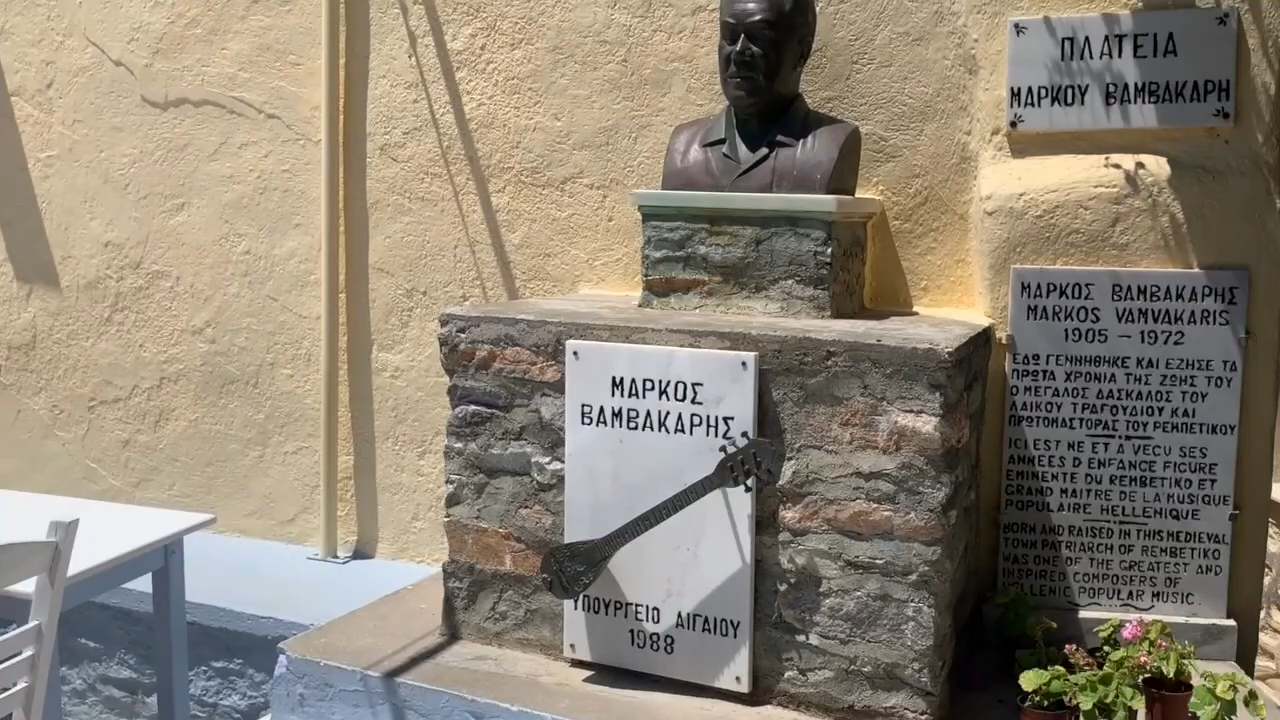 ΠΛΑΤΕΙΑ
ΜΑΡΚΟΥ ΒΑΜΒΑΚΑΡΗ
ΜΑΡΚΟΣ
ΒΑΜΒΑΚΑΡΗΣ
ΥΠΟΥΡΓΕΙΟ ΑΙΓΑΙΟΥ
1988
ΜΑΡΚΟΣ ΒΑΜΒΑΚΑΡΗΣ
MARKOS VAMVAKARIS
1905 – 1972
ΕΔΩ ΓΕΝΝΗΘΗΚΕ ΚΑΙ ΕΖΗΣΕ ΤΑ
ΠΡΩΤΑ ΧΡΟΝΙΑ ΤΗΣ ΖΩΗΣ ΤΟΥ
Ο ΜΕΓΑΛΟΣ ΔΑΣΚΑΛΟΣ ΤΟΥ
ΛΑΙΚΟΥ ΤΡΑΓΟΥΔΙΟΥ ΚΑΙ
ΠΡΩΤΟΜΑΣΤΟΡΑΣ ΤΟΥ ΡΕΜΠΕΤΙΚΟΥ
ICI EST NE ET A VECU SES
ANNEES D ENFANCE FIGURE
EMINENTE DU REMBETIKO ET
GRAND MAITRE DE LA MUSIQUE
POPULAIRE HELLENIQUE
BORN AND RAISED IN THIS MEDIEVAL
TOWN PATRIARCH OF REMBETIKO
WAS ONE OF THE GREATEST AND
INSPIRED COMPOSERS OF
HELLENIC POPULAR MUSIC.